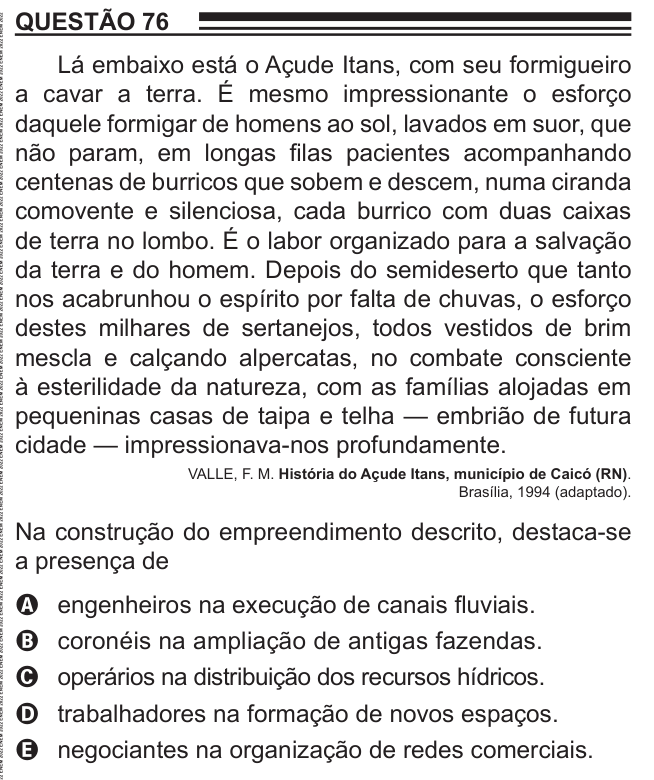 QUESTÃO 76
Lá embaixo está o Açude Itans, com seu formigueiro
a cavar a terra. É mesmo impressionante o esforço
daquele formigar de homens ao sol, lavados em suor, que
não param, em longas filas pacientes acompanhando
centenas de burricos que sobem e descem, numa ciranda
comovente e silenciosa, cada burrico com duas caixas
de terra no lombo. É o labor organizado para a salvação
da terra e do homem. Depois do semideserto que tanto
nos acabrunhou o espírito por falta de chuvas, o esforço
destes milhares de sertanejos, todos vestidos de brim
mescla e calçando alpercatas, no combate consciente
à esterilidade da natureza, com as famílias alojadas em
pequeninas casas de taipa e telha — embrião de futura
cidade — impressionava-nos profundamente.
VALLE, F. M. História do Açude Itans, município de Caicó (RN).
Brasília, 1994 (adaptado).
Na construção do empreendimento descrito, destaca-se
a presença de
A engenheiros na execução de canais fluviais.
B coronéis na ampliação de antigas fazendas.
C operários na distribuição dos recursos hídricos.
D trabalhadores na formação de novos espaços.
E negociantes na organização de redes comerciais.